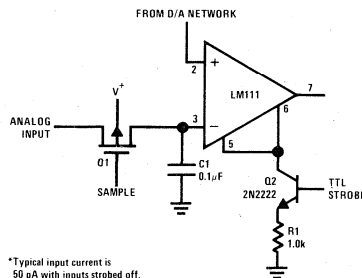 FROM D/A NETWORK
2
+
LM111
7
6
V+
ANALOG
INPUT
3
−
5
Q1
C1
0.1μF
SAMPLE
Q2
2N2222
TTL
STROBE
R1
1.0k
*Typical input current is
50 pA with inputs strobed off.